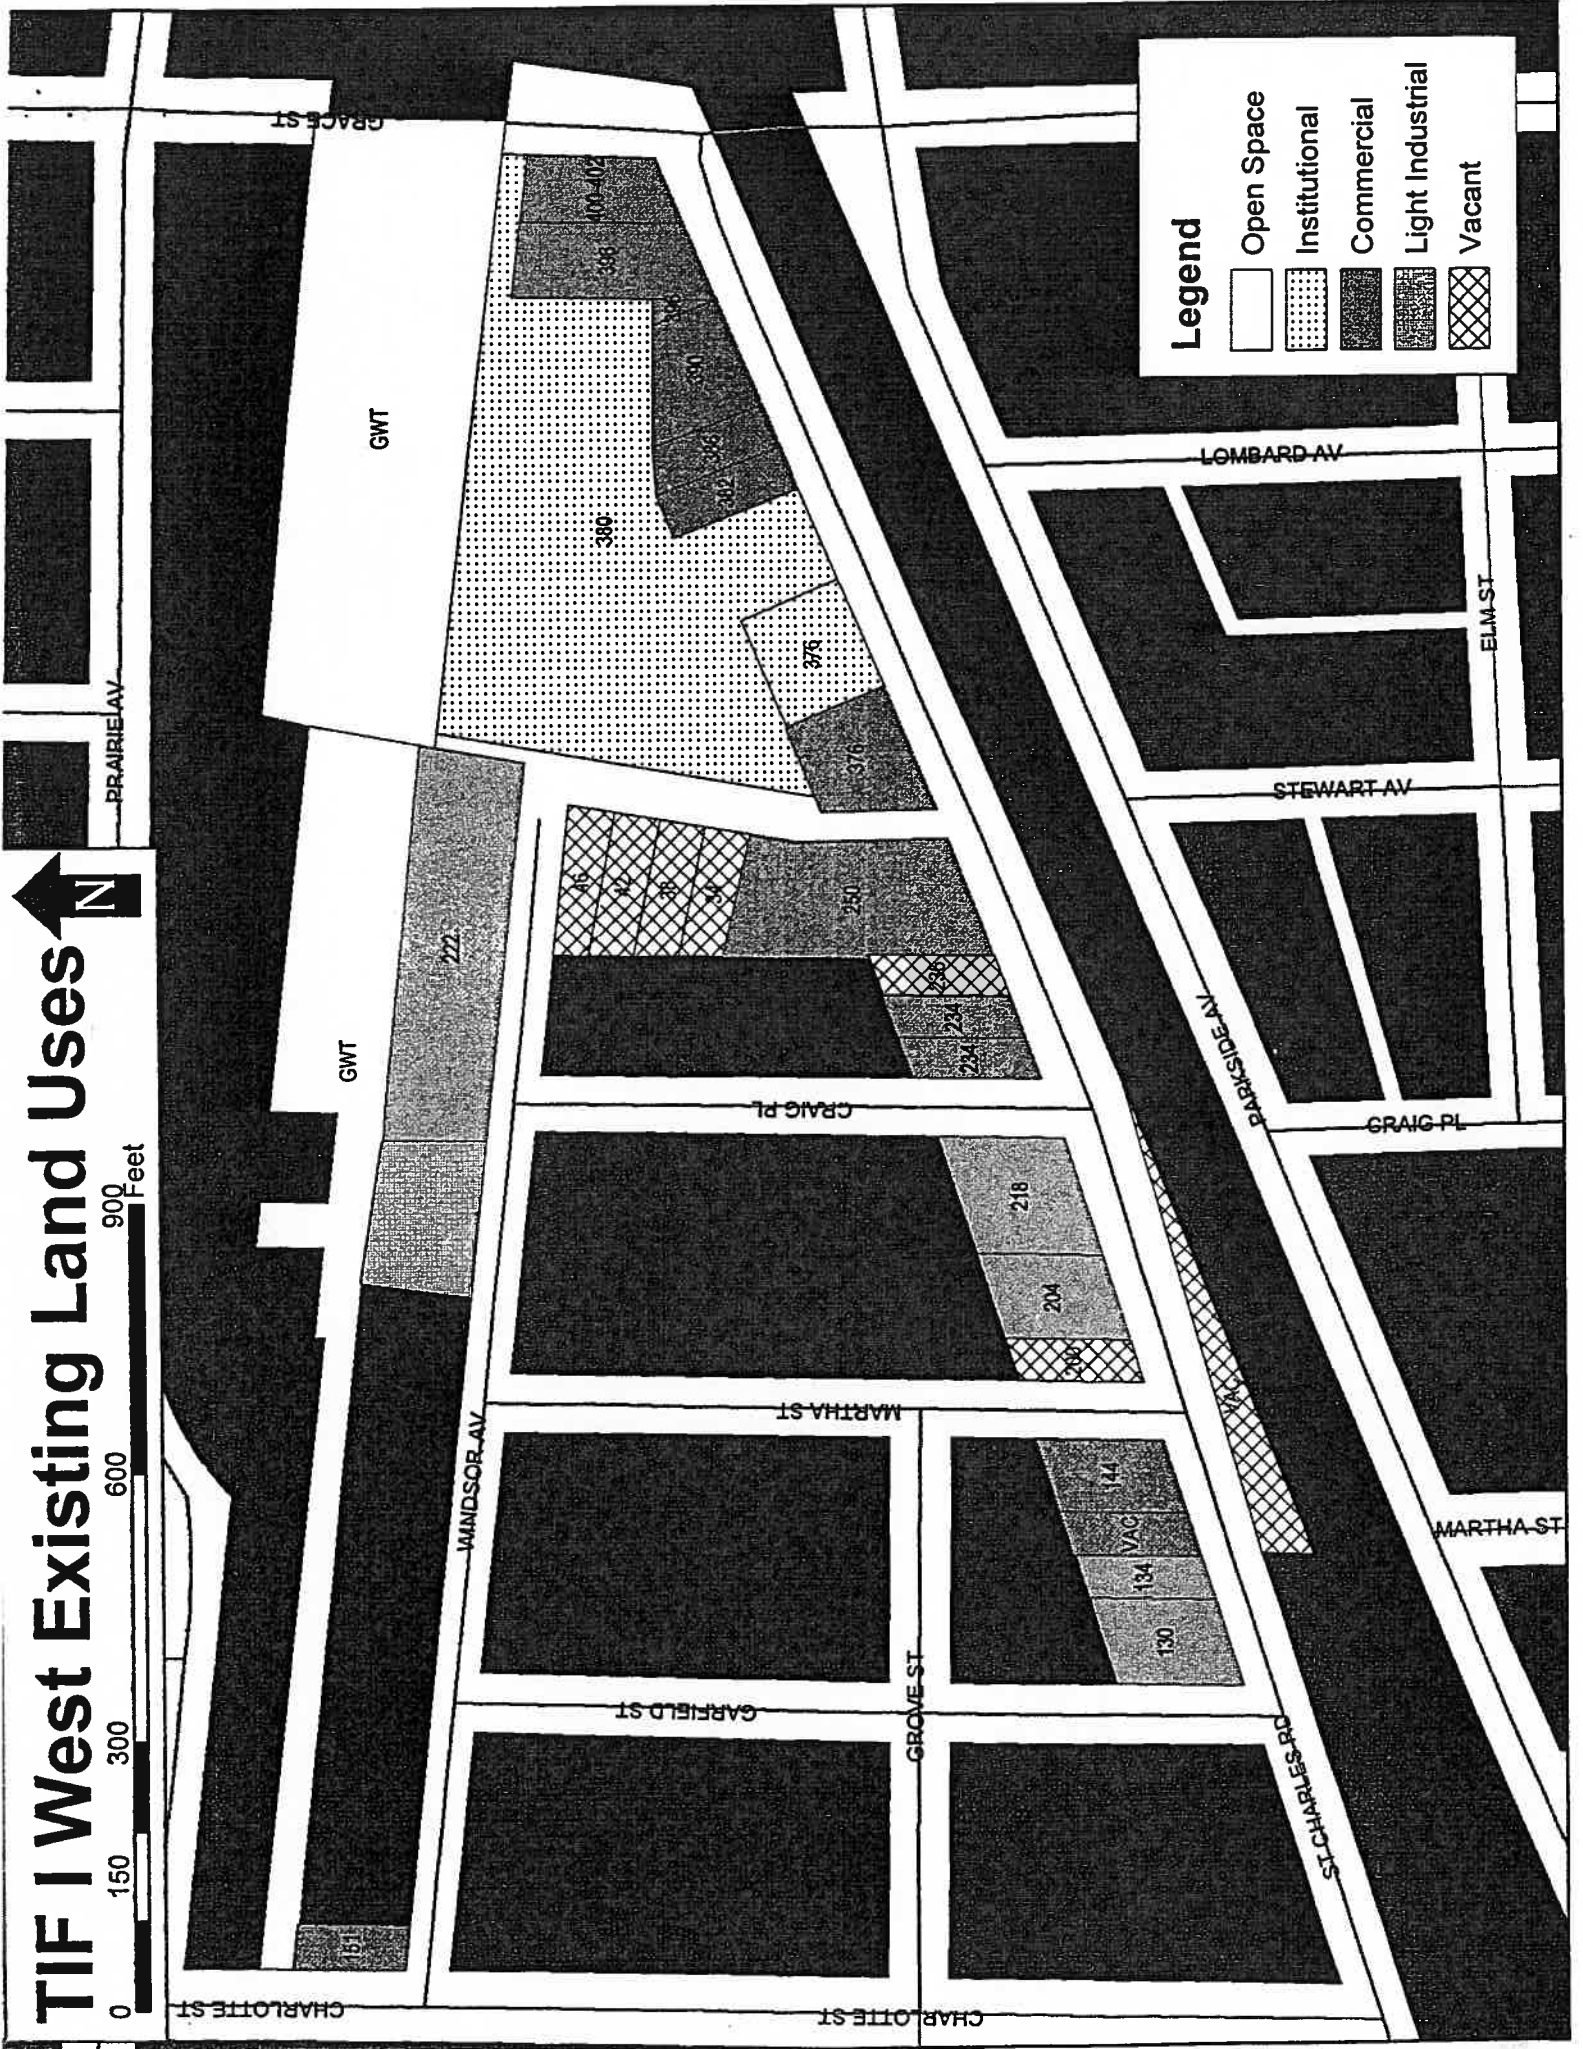 TIF I West Existing Land Uses
N
0 150 300 600 900
Feet
PRAIRIE AV
GRACE ST
GWT
GWT
CHARLOTTE ST
151
222
WINDSOR AV
380
398
400-402
390
386
382
376
376
46
42
38
34
250
236
234
234
CRAIG PL
218
204
200
MARTHA ST
144
VAC
134
130
VAC
GARFIELD ST
GROVE ST
CHARLOTTE ST
ST CHARLES RD
PARKSIDE AV
LOMBARD AV
STEWART AV
ELM ST
CRAIG PL
MARTHA ST
Legend
Open Space
Institutional
Commercial
Light Industrial
Vacant